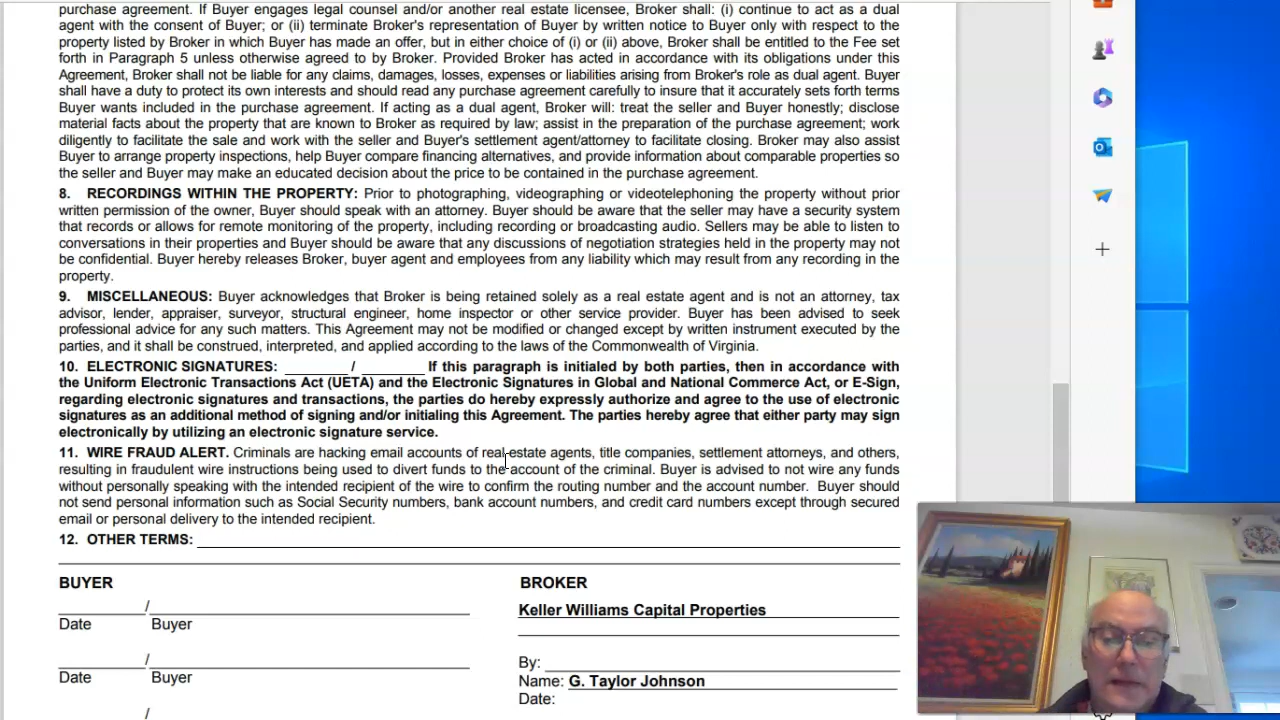 purchase agreement. If Buyer engages legal counsel and/or another real estate licensee, Broker shall: (i) continue to act as a dual
agent with the consent of Buyer; or (ii) terminate Broker's representation of Buyer by written notice to Buyer only with respect to the
property listed by Broker in which Buyer has made an offer, but in either choice of (i) or (ii) above, Broker shall be entitled to the Fee set
forth in Paragraph 5 unless otherwise agreed to by Broker. Provided Broker has acted in accordance with its obligations under this
Agreement, Broker shall not be liable for any claims, damages, losses, expenses or liabilities arising from Broker's role as dual agent. Buyer
shall have a duty to protect its own interests and should read any purchase agreement carefully to insure that it accurately sets forth terms
Buyer wants included in the purchase agreement. If acting as a dual agent, Broker will: treat the seller and Buyer honestly; disclose
material facts about the property that are known to Broker as required by law; assist in the preparation of the purchase agreement; work
diligently to facilitate the sale and work with the seller and Buyer's settlement agent/attorney to facilitate closing. Broker may also assist
Buyer to arrange property inspections, help Buyer compare financing alternatives, and provide information about comparable properties so
the seller and Buyer may make an educated decision about the price to be contained in the purchase agreement.
8. RECORDINGS WITHIN THE PROPERTY: Prior to photographing, videographing or videotelephoning the property without prior
written permission of the owner, Buyer should speak with an attorney. Buyer should be aware that the seller may have a security system
that records or allows for remote monitoring of the property, including recording or broadcasting audio. Sellers may be able to listen to
conversations in their properties and Buyer should be aware that any discussions of negotiation strategies held in the property may not
be confidential. Buyer hereby releases Broker, buyer agent and employees from any liability which may result from any recording in the
property.
9. MISCELLANEOUS: Buyer acknowledges that Broker is being retained solely as a real estate agent and is not an attorney, tax
advisor, lender, appraiser, surveyor, structural engineer, home inspector or other service provider. Buyer has been advised to seek
professional advice for any such matters. This Agreement may not be modified or changed except by written instrument executed by the
parties, and it shall be construed, interpreted, and applied according to the laws of the Commonwealth of Virginia.
10. ELECTRONIC SIGNATURES: ________ / ________ If this paragraph is initialed by both parties, then in accordance with
the Uniform Electronic Transactions Act (UETA) and the Electronic Signatures in Global and National Commerce Act, or E-Sign,
regarding electronic signatures and transactions, the parties do hereby expressly authorize and agree to the use of electronic
signatures as an additional method of signing and/or initialing this Agreement. The parties hereby agree that either party may sign
electronically by utilizing an electronic signature service.
11. WIRE FRAUD ALERT. Criminals are hacking email accounts of real estate agents, title companies, settlement attorneys, and others,
resulting in fraudulent wire instructions being used to divert funds to the account of the criminal. Buyer is advised to not wire any funds
without personally speaking with the intended recipient of the wire to confirm the routing number and the account number. Buyer should
not send personal information such as Social Security numbers, bank account numbers, and credit card numbers except through secured
email or personal delivery to the intended recipient.
12. OTHER TERMS:
BUYER
/
Date Buyer
/
Date Buyer
/
BROKER
Keller Williams Capital Properties
By:
Name: G. Taylor Johnson
Date: